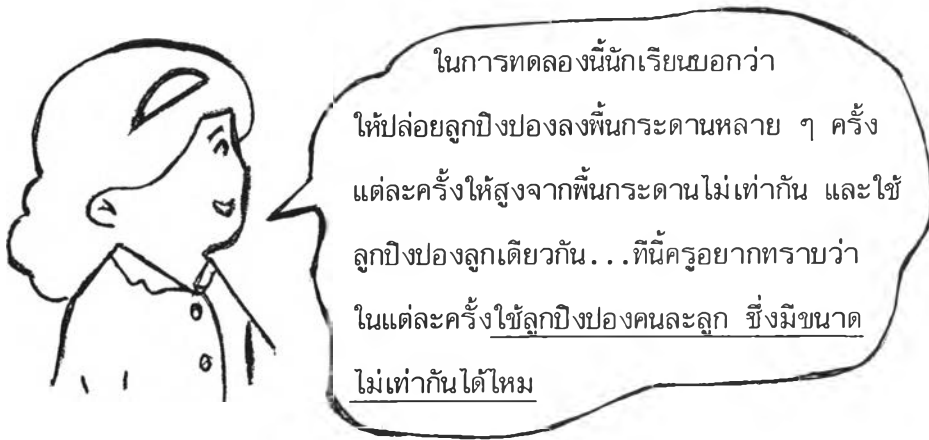 ในการทดลองนี้นักเรียนบอกว่า
ให้ปล่อยลูกปิงปองลงพื้นกระดานหลาย ๆ ครั้ง
แต่ละครั้งให้สูงจากพื้นกระดานไม่เท่ากัน และใช้
ลูกปิงปองลูกเดียวกัน...ทีนี้ครูอยากทราบว่า
ในแต่ละครั้งใช้ลูกปิงปองคนละลูก ซึ่งมีขนาด
ไม่เท่ากันได้ไหม